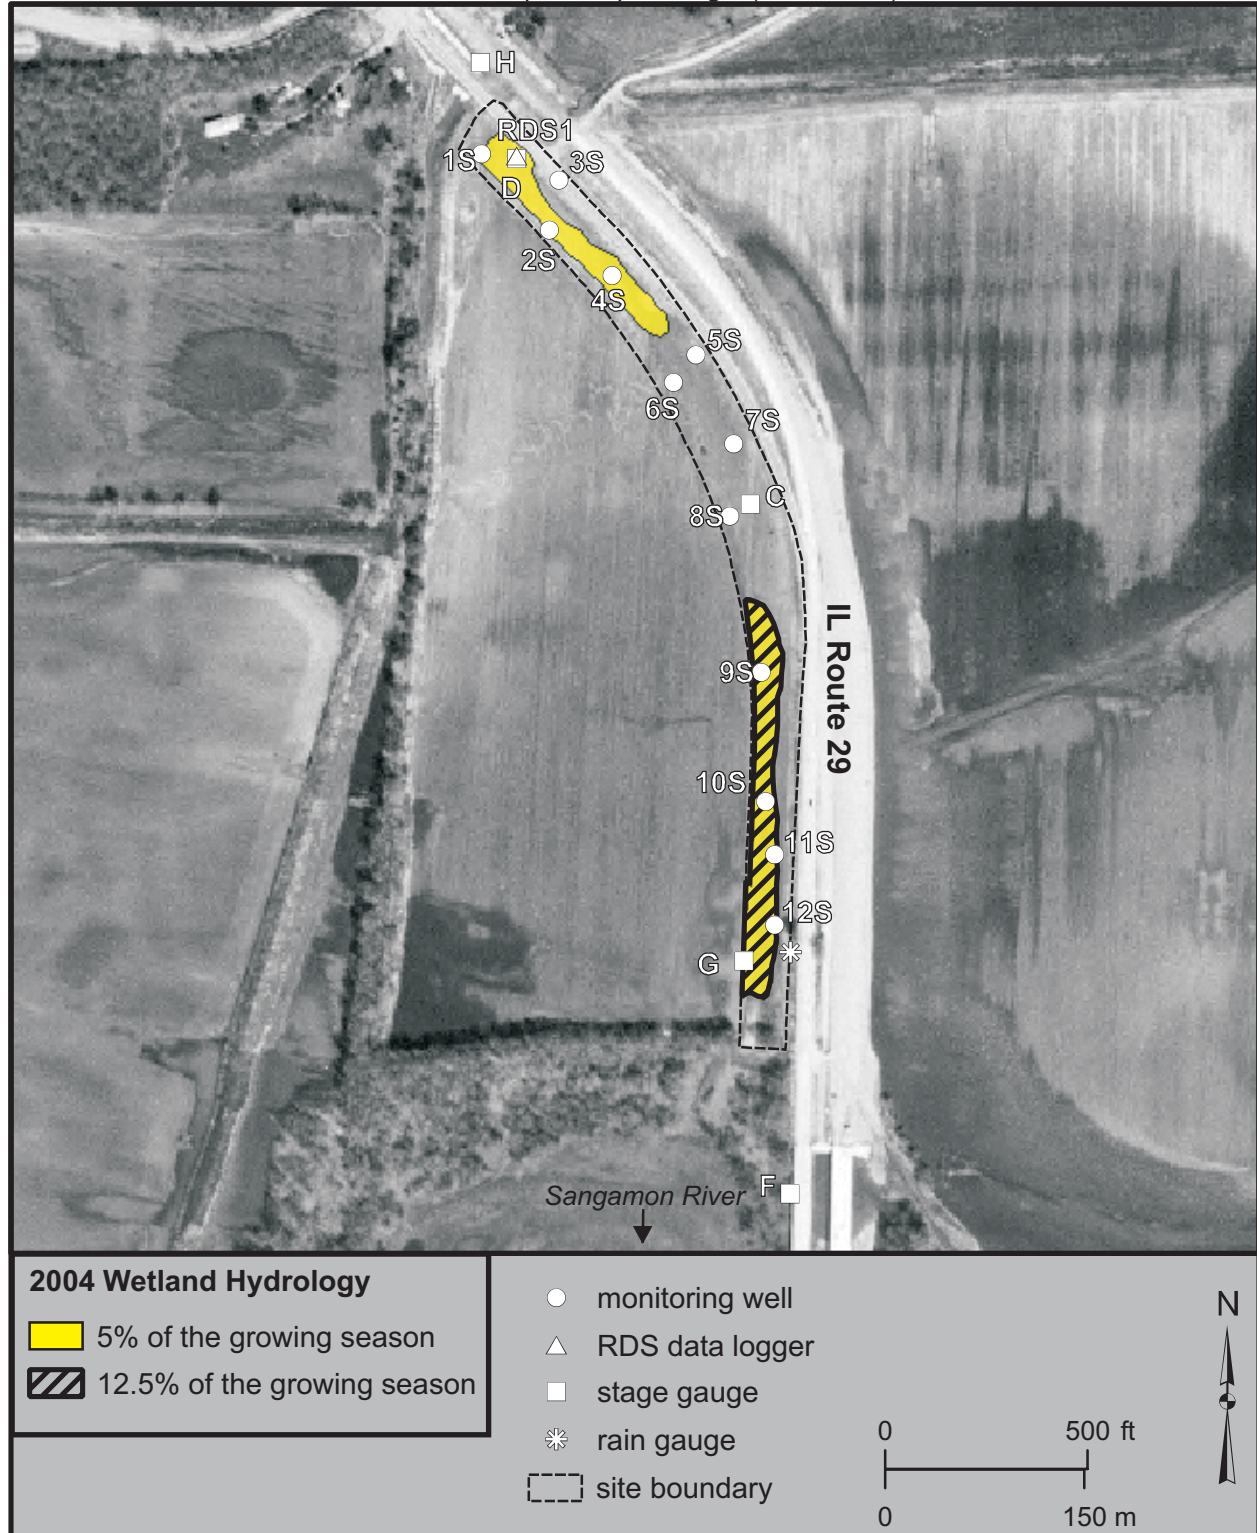 H
RDS1
1S
3S
D
2S
4S
5S
6S
7S
C
8S
IL Route 29
9S
10S
11S
12S
G
Sangamon River
F
2004 Wetland Hydrology
5% of the growing season
12.5% of the growing season
monitoring well
RDS data logger
stage gauge
rain gauge
site boundary
N
0 500 ft
0 150 m